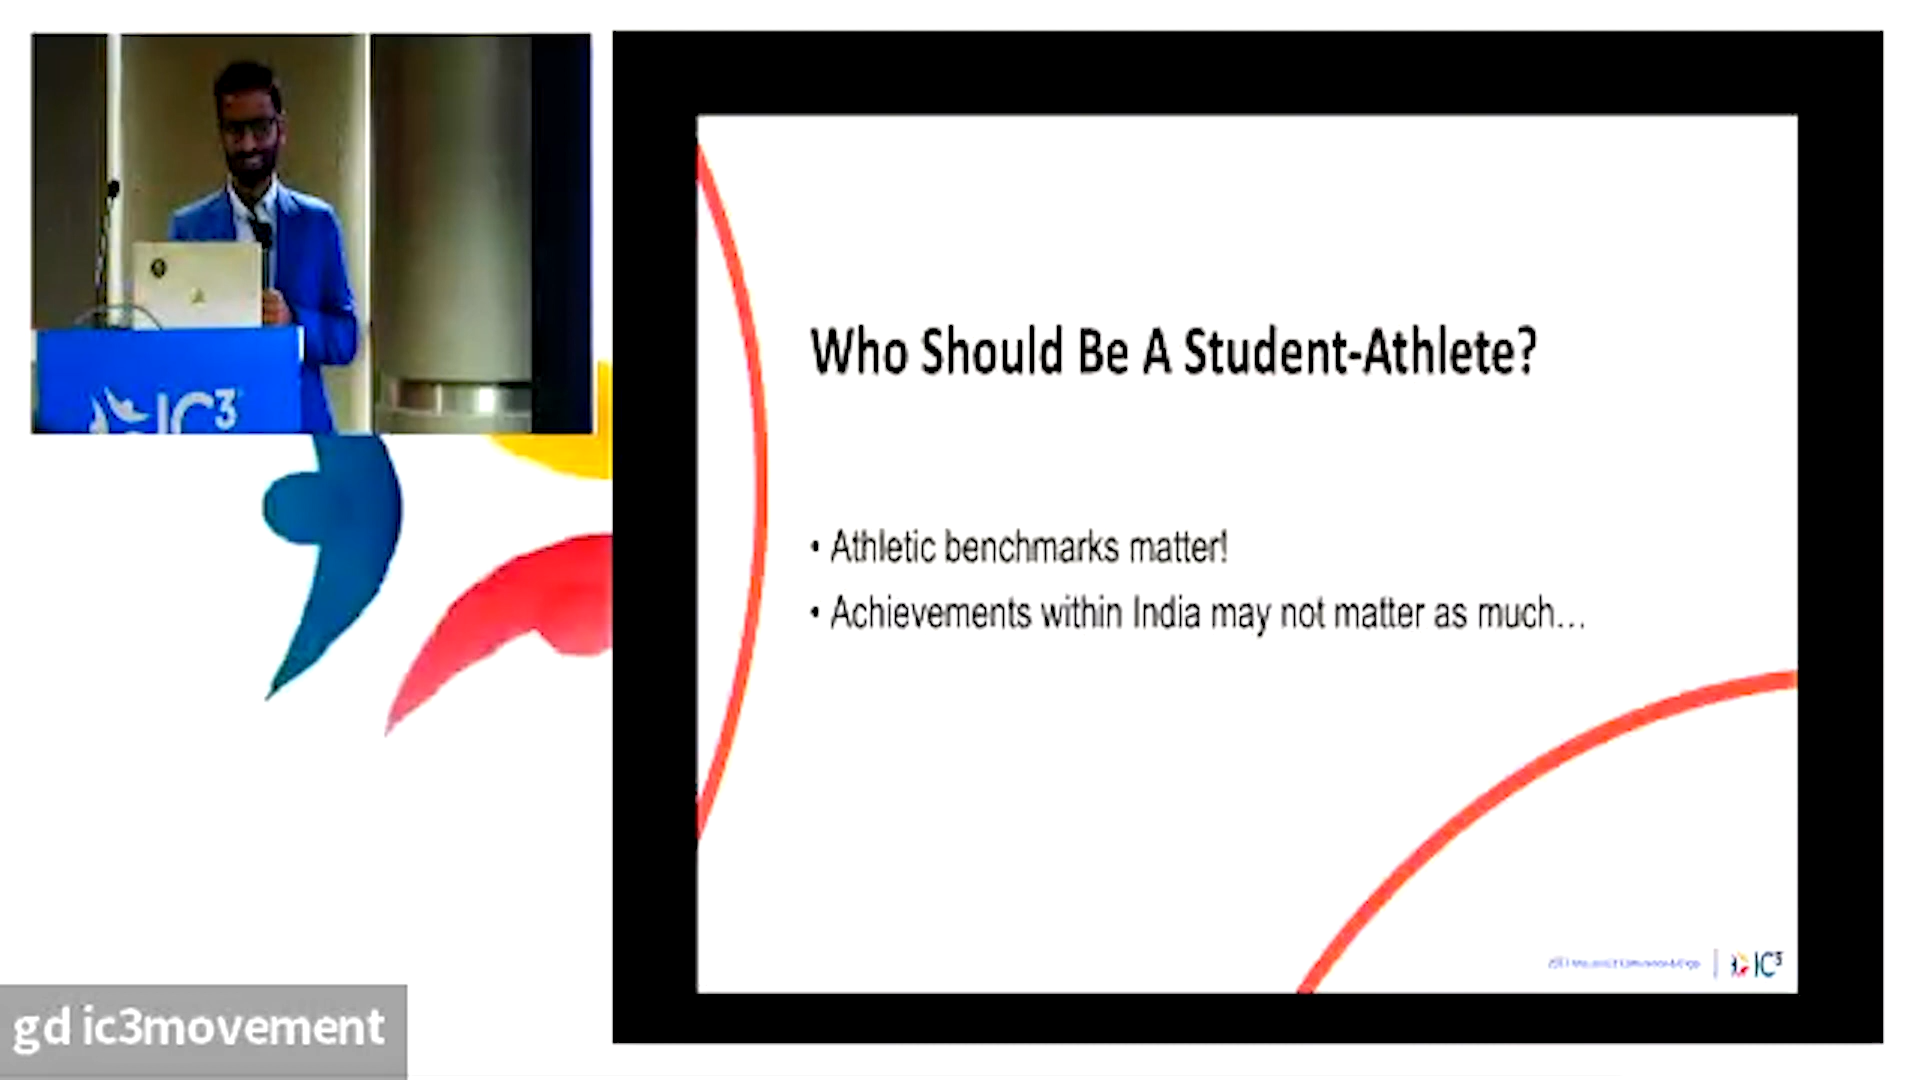 IC3
Who Should Be A Student-Athlete?
• Athletic benchmarks matter!
• Achievements within India may not matter as much...
IC3
gd ic3movement